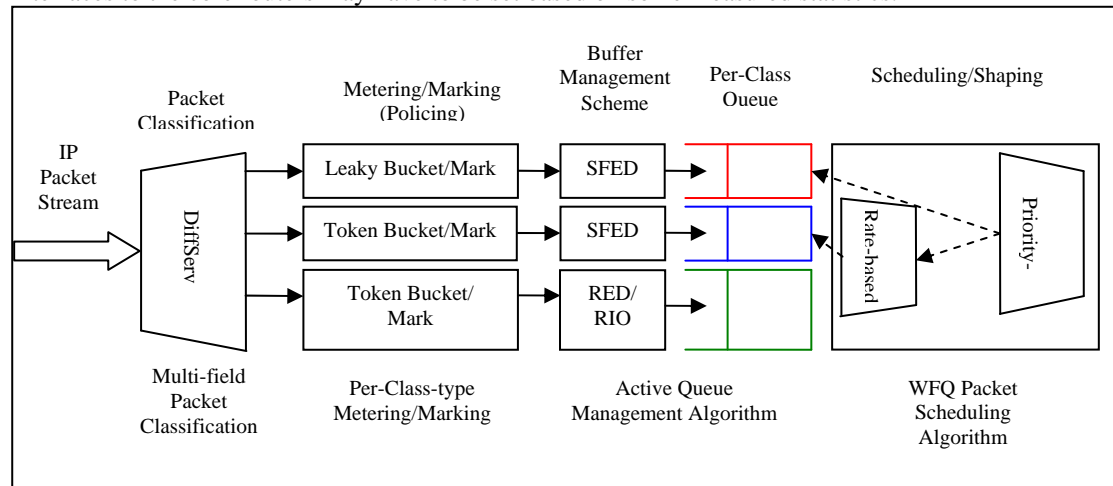 Buffer
Management
Scheme
Per-Class
Queue
Scheduling/Shaping
Metering/Marking
(Policing)
Packet
Classification
IP
Packet
Stream
DiffServ
Leaky Bucket/Mark
SFED
Token Bucket/Mark
SFED
Token Bucket/
Mark
RED/
RIO
Rate-based
Priority-
Multi-field
Packet
Classification
Per-Class-type
Metering/Marking
Active Queue
Management Algorithm
WFQ Packet
Scheduling
Algorithm